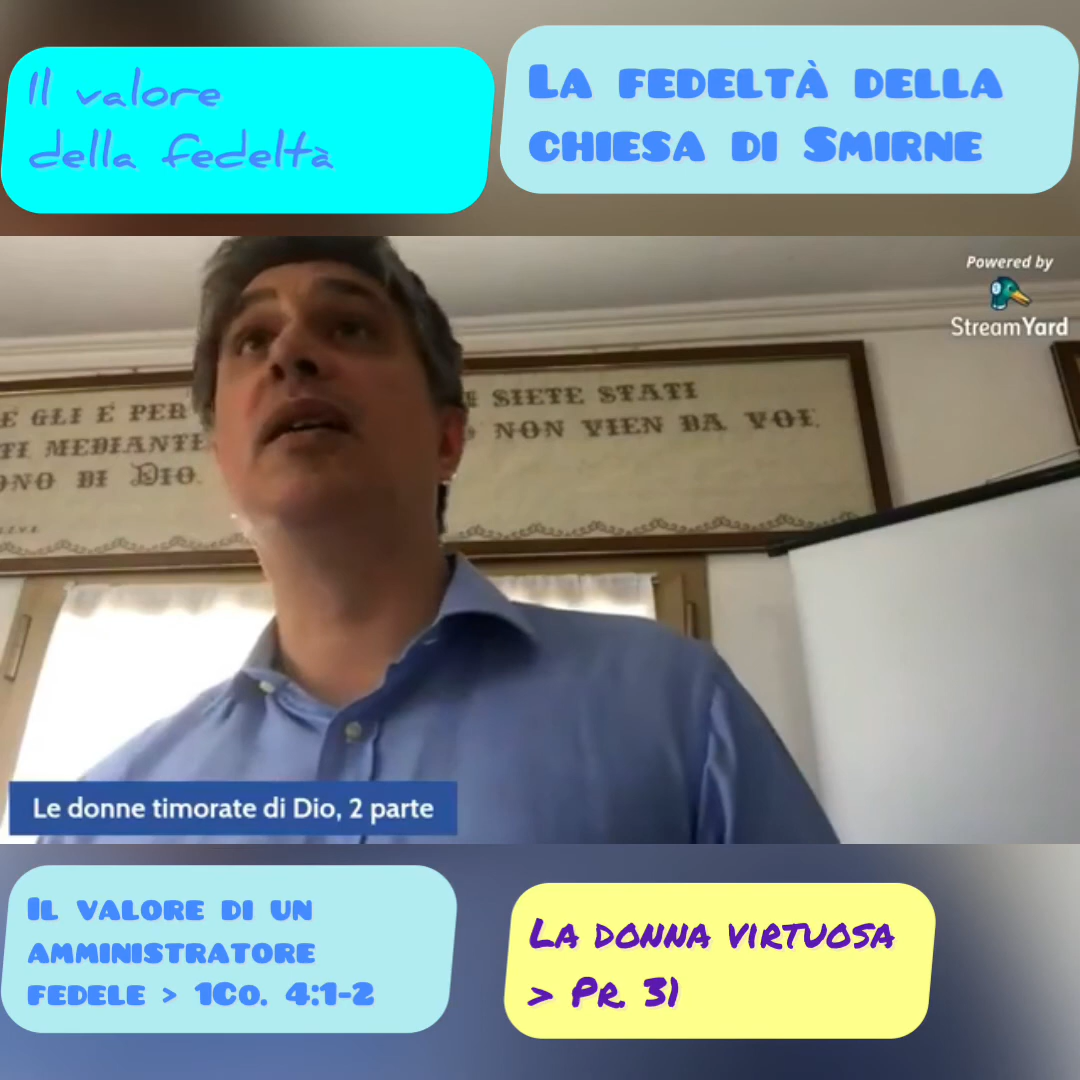 Il valore
della fedeltà
La fedeltà della
chiesa di Smirne
Powered by
StreamYard
É GLI É PER
SIETE STATI
TI MEDIANTE
NON VIEN DA VOI,
ONO DI DIO.
Le donne timorate di Dio, 2 parte
Il valore di un
amministratore
fedele > 1Co. 4:1-2
La donna virtuosa
> Pr. 31